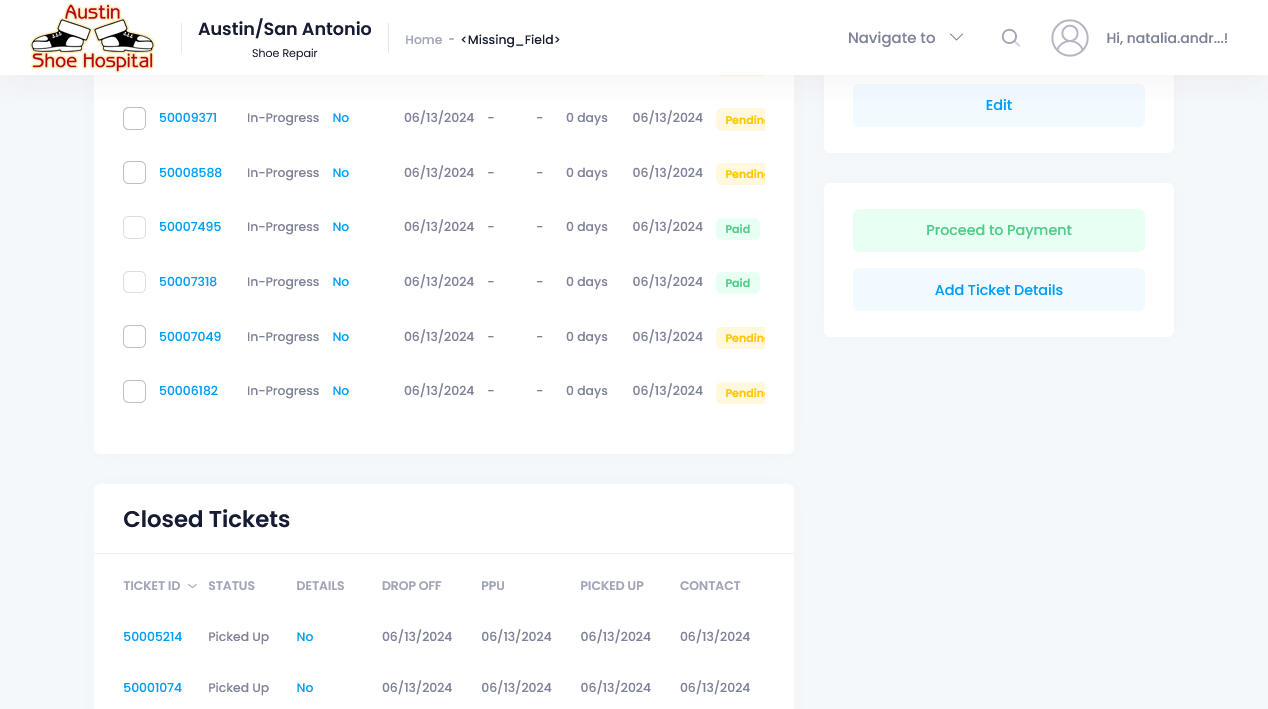 Austin
Shoe Hospital
Austin/San Antonio
Shoe Repair
Home - <Missing_Field>
Navigate to
Hi, natalia.andr...!
50009371 In-Progress No 06/13/2024 - - 0 days 06/13/2024 Pending
50008588 In-Progress No 06/13/2024 - - 0 days 06/13/2024 Pending
50007495 In-Progress No 06/13/2024 - - 0 days 06/13/2024 Paid
50007318 In-Progress No 06/13/2024 - - 0 days 06/13/2024 Paid
50007049 In-Progress No 06/13/2024 - - 0 days 06/13/2024 Pending
50006182 In-Progress No 06/13/2024 - - 0 days 06/13/2024 Pending
Edit
Proceed to Payment
Add Ticket Details
Closed Tickets
TICKET ID STATUS DETAILS DROP OFF PPU PICKED UP CONTACT
50005214 Picked Up No 06/13/2024 06/13/2024 06/13/2024 06/13/2024
50001074 Picked Up No 06/13/2024 06/13/2024 06/13/2024 06/13/2024